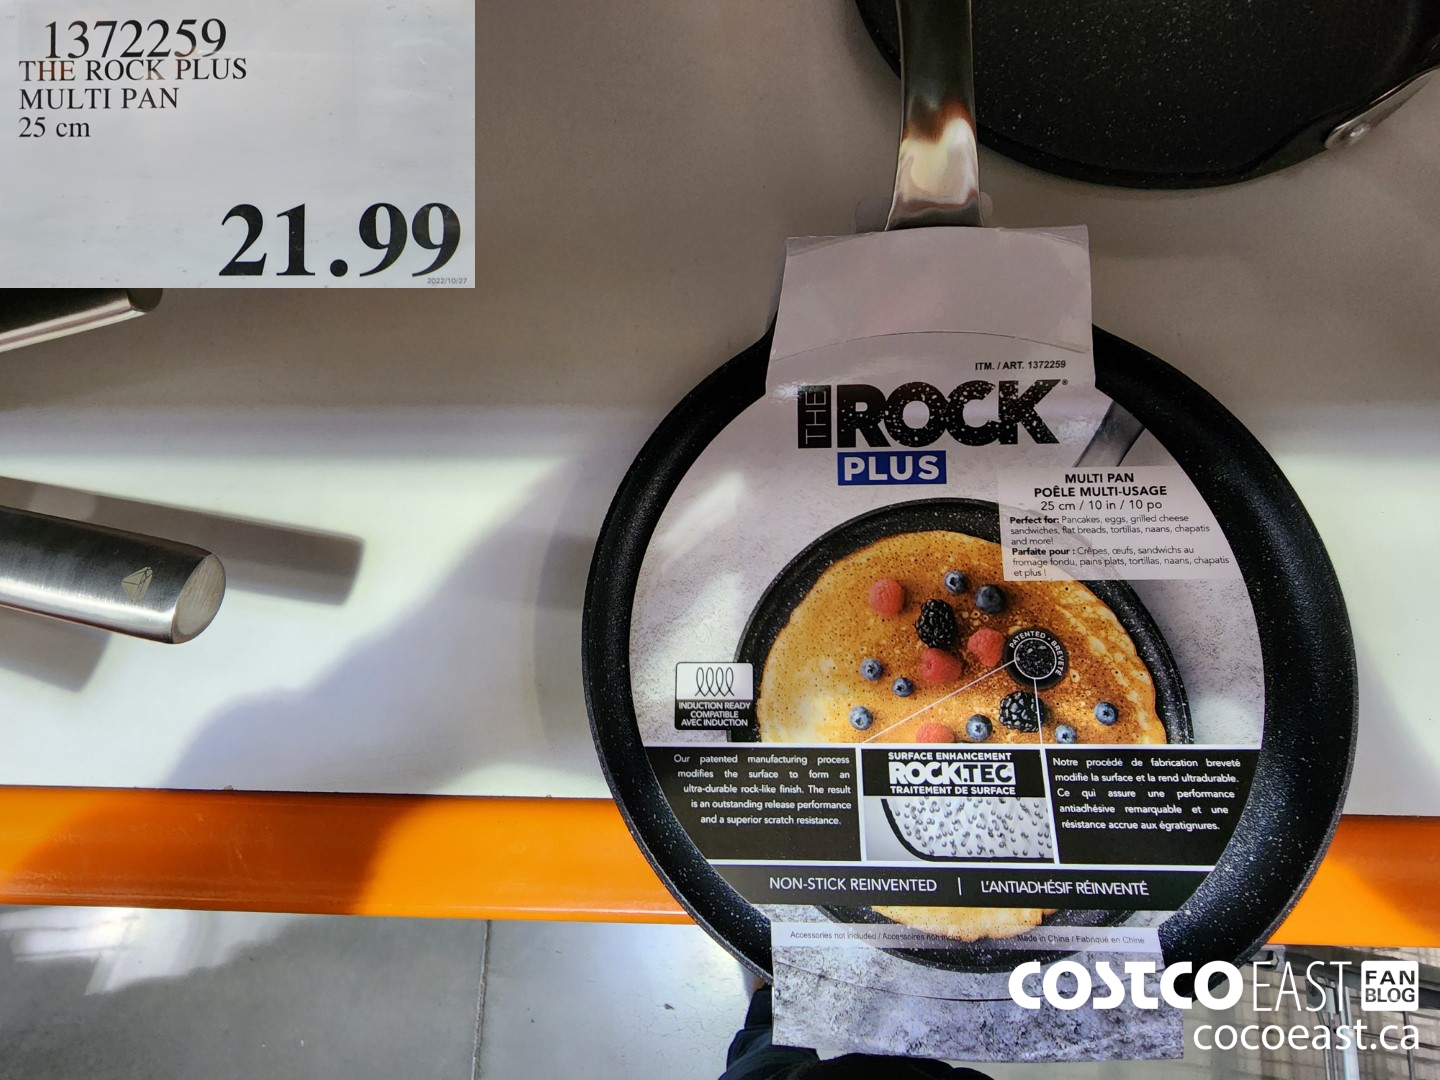 1372259
THE ROCK PLUS
MULTI PAN
25 cm
21.99
2022/10/27
ITM. / ART. 1372259
THE ROCK®
PLUS
MULTI PAN
POÊLE MULTI-USAGE
25 cm / 10 in / 10 po
Perfect for: Pancakes, eggs, grilled cheese
sandwiches, flat breads, tortillas, naans, chapatis
and more!
Parfaite pour : Crêpes, œufs, sandwichs au
fromage fondu, pains plats, tortillas, naans, chapatis
et plus !
PATENTED • BREVETÉ
INDUCTION READY
COMPATIBLE
AVEC INDUCTION
Our patented manufacturing process
modifies the surface to form an
ultra-durable rock-like finish. The result
is an outstanding release performance
and a superior scratch resistance.
SURFACE ENHANCEMENT
ROCK.TEC
TRAITEMENT DE SURFACE
Notre procédé de fabrication breveté
modifie la surface et la rend ultradurable.
Ce qui assure une performance
antiadhésive remarquable et une
résistance accrue aux égratignures.
NON-STICK REINVENTED | L'ANTIADHÉSIF RÉINVENTÉ
Accessories not included / Accessoires non inclus
Made in China / Fabriqué en Chine
COSTCO EAST FAN BLOG
cocoeast.ca